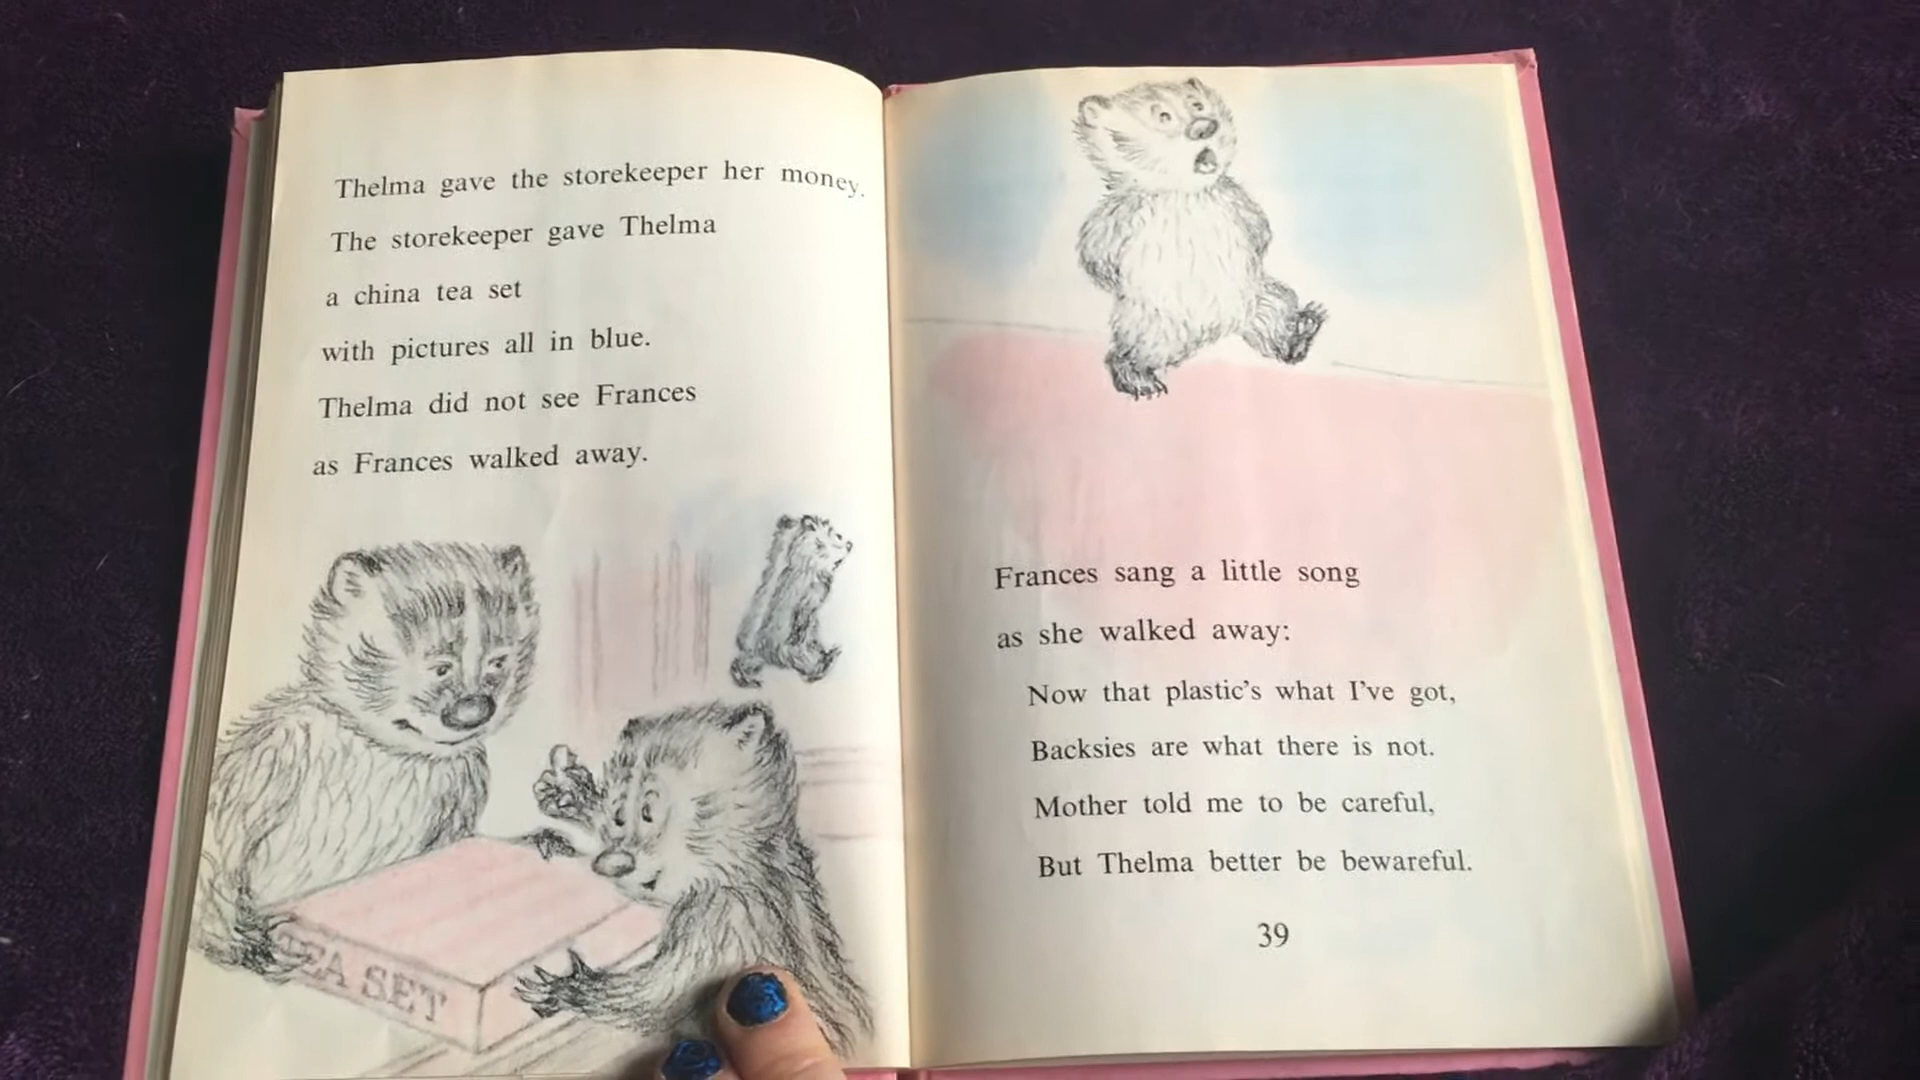 Thelma gave the storekeeper her money.
The storekeeper gave Thelma
a china tea set
with pictures all in blue.
Thelma did not see Frances
as Frances walked away.
TEA SET
Frances sang a little song
as she walked away:
Now that plastic's what I've got,
Backsies are what there is not.
Mother told me to be careful,
But Thelma better be bewareful.
39